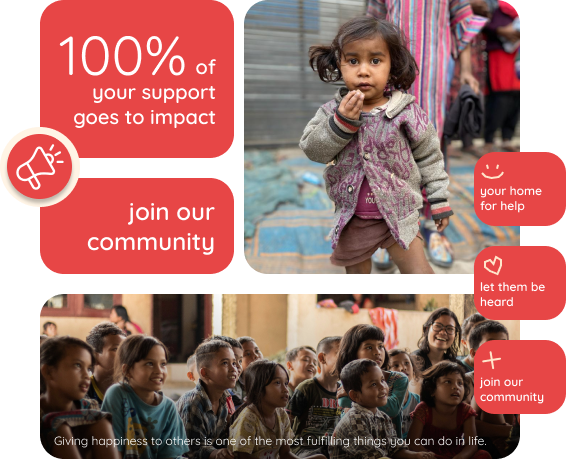 100% of
your support
goes to impact
join our
community
your home
for help
let them be
heard
join our
community
Giving happiness to others is one of the most fulfilling things you can do in life.